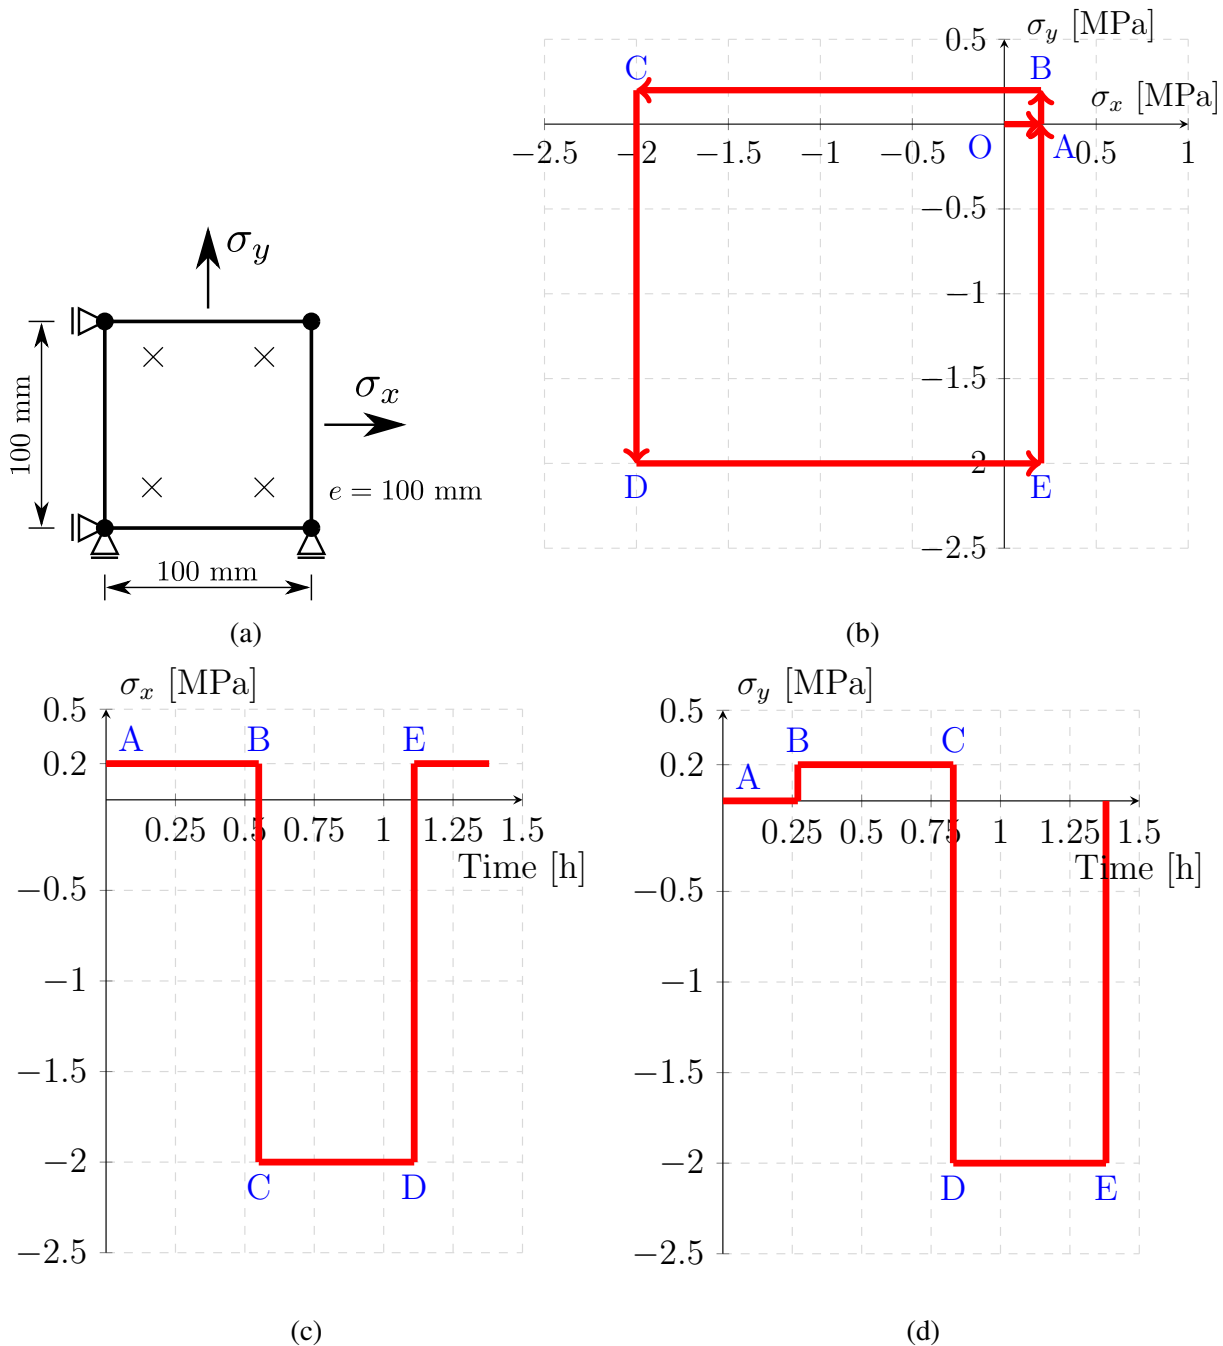 σy
σx
100 mm
e = 100 mm
100 mm
(a)
σy [MPa]
0.5
C
B
σx [MPa]
−2.5 −2 −1.5 −1 −0.5 O A 0.5 1
−0.5
−1
−1.5
−2
D
E
−2.5
(b)
σx [MPa]
0.5
A B E
0.2
0.25 0.5 0.75 1 1.25 1.5
Time [h]
−0.5
−1
−1.5
−2
C D
−2.5
(c)
σy [MPa]
0.5
B C
0.2
A
0.25 0.5 0.75 1 1.25 1.5
Time [h]
−0.5
−1
−1.5
−2
D E
−2.5
(d)